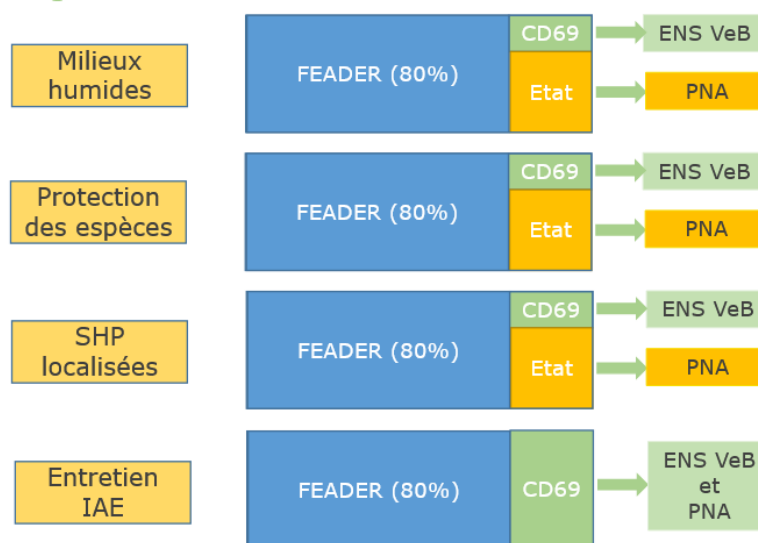 Milieux
humides
FEADER (80%)
CD69
Etat
ENS VeB
PNA
Protection
des espèces
FEADER (80%)
CD69
Etat
ENS VeB
PNA
SHP
localisées
FEADER (80%)
CD69
Etat
ENS VeB
PNA
Entretien
IAE
FEADER (80%)
CD69
ENS VeB
et
PNA